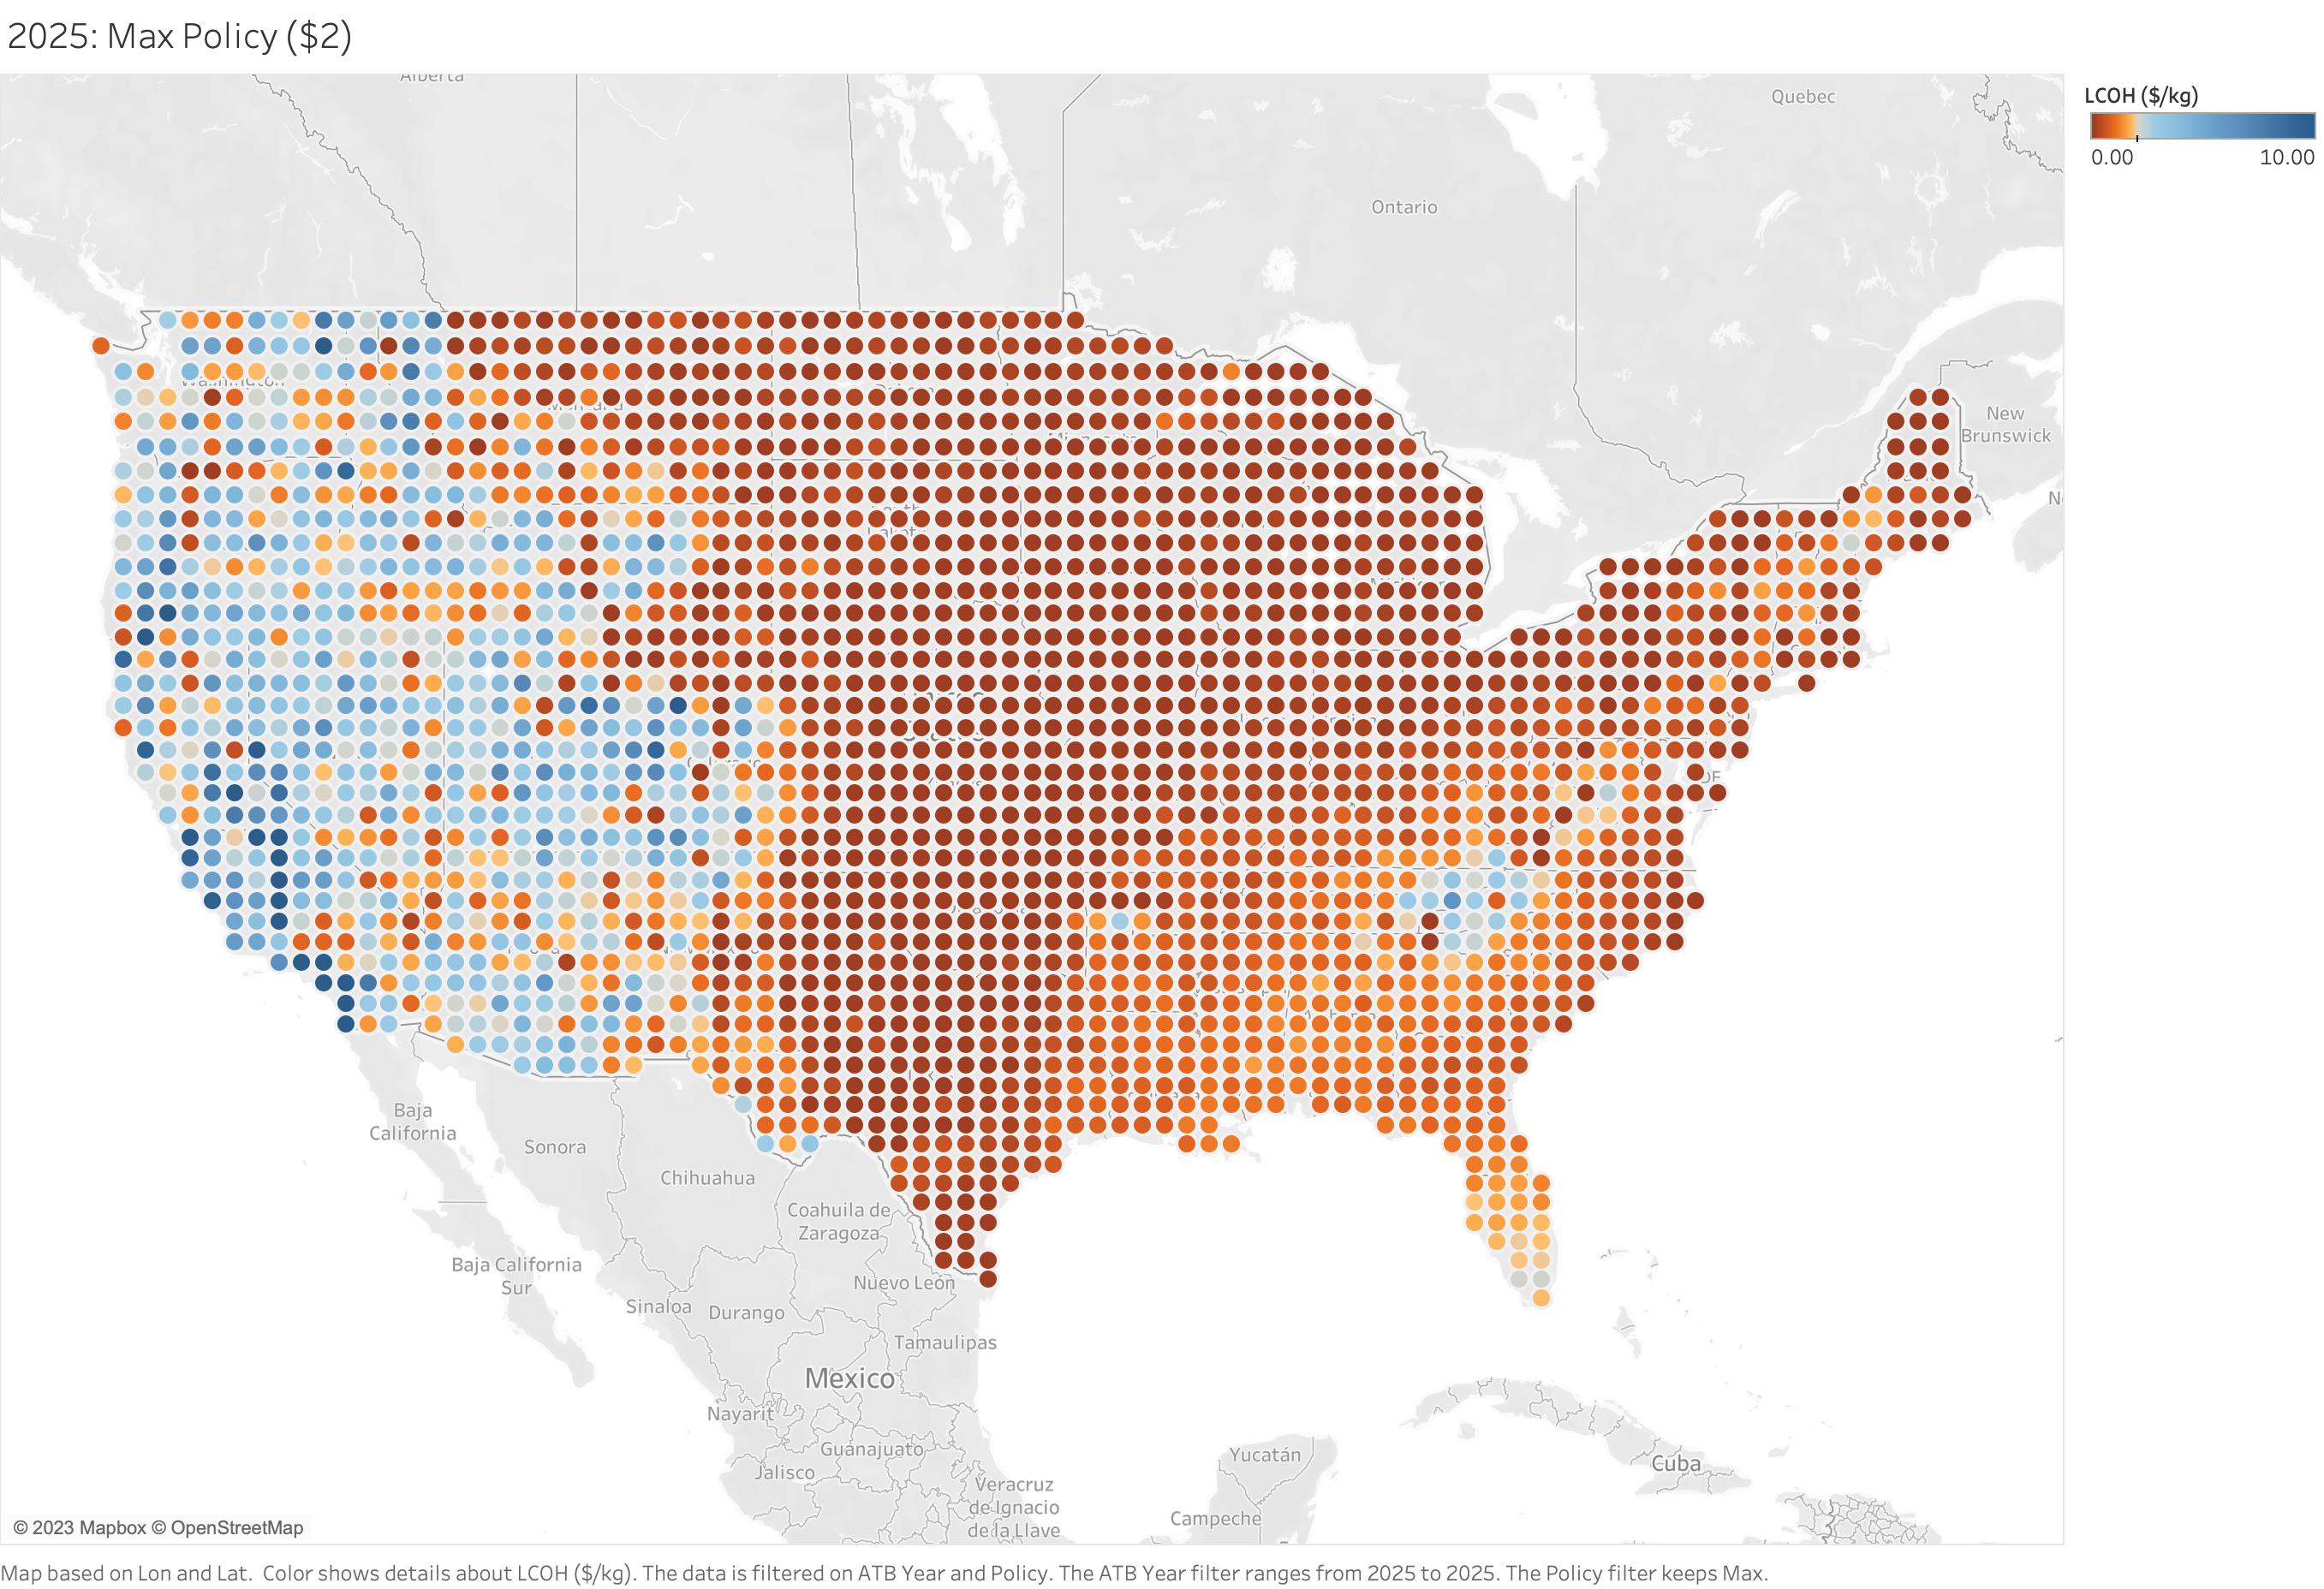 2025: Max Policy ($2)
LCOH ($/kg)
0.00
10.00
Alberta
Quebec
Ontario
New
Brunswick
Washington
Baja
California
Sonora
Chihuahua
Coahuila de
Zaragoza
Baja California
Sur
Nuevo León
Sinaloa
Durango
Tamaulipas
Mexico
Nayarit
Guanajuato
Jalisco
Yucatán
Cuba
Veracruz
de Ignacio
de la Llave
Campeche
© 2023 Mapbox © OpenStreetMap
Map based on Lon and Lat.  Color shows details about LCOH ($/kg). The data is filtered on ATB Year and Policy. The ATB Year filter ranges from 2025 to 2025. The Policy filter keeps Max.